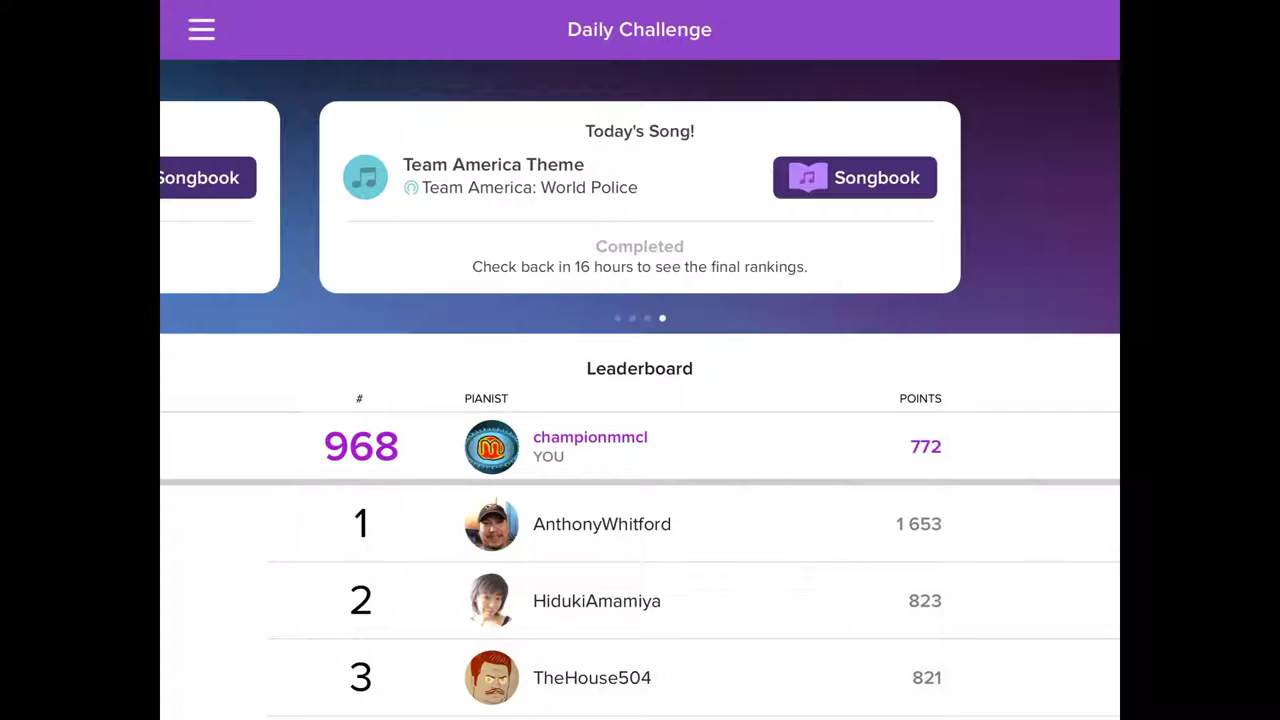 Daily Challenge
Songbook
Today's Song!
Team America Theme
Team America: World Police
Songbook
Completed
Check back in 16 hours to see the final rankings.
Leaderboard
# PIANIST POINTS
968 championmmcl 772
YOU
1 AnthonyWhitford 1 653
2 HidukiAmamiya 823
3 TheHouse504 821